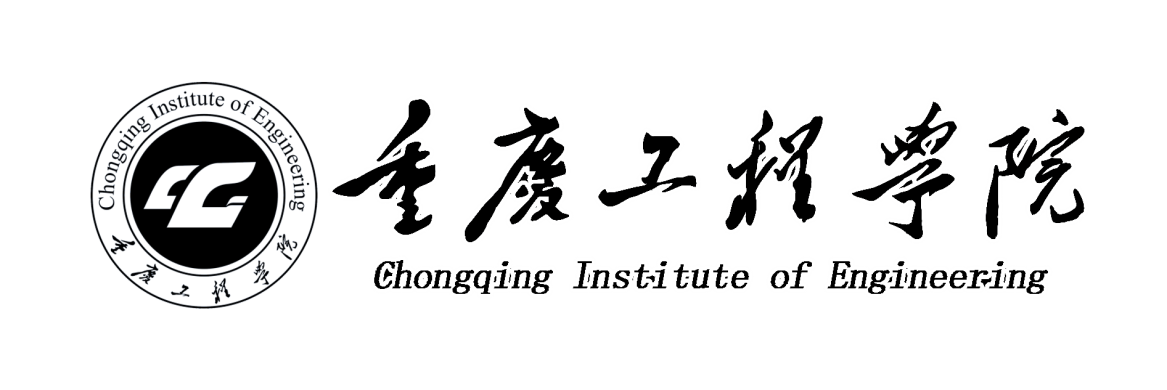 Chongqing Institute of Engineering
重慶工程學院
重慶工程學院
Chongqing Institute of Engineering